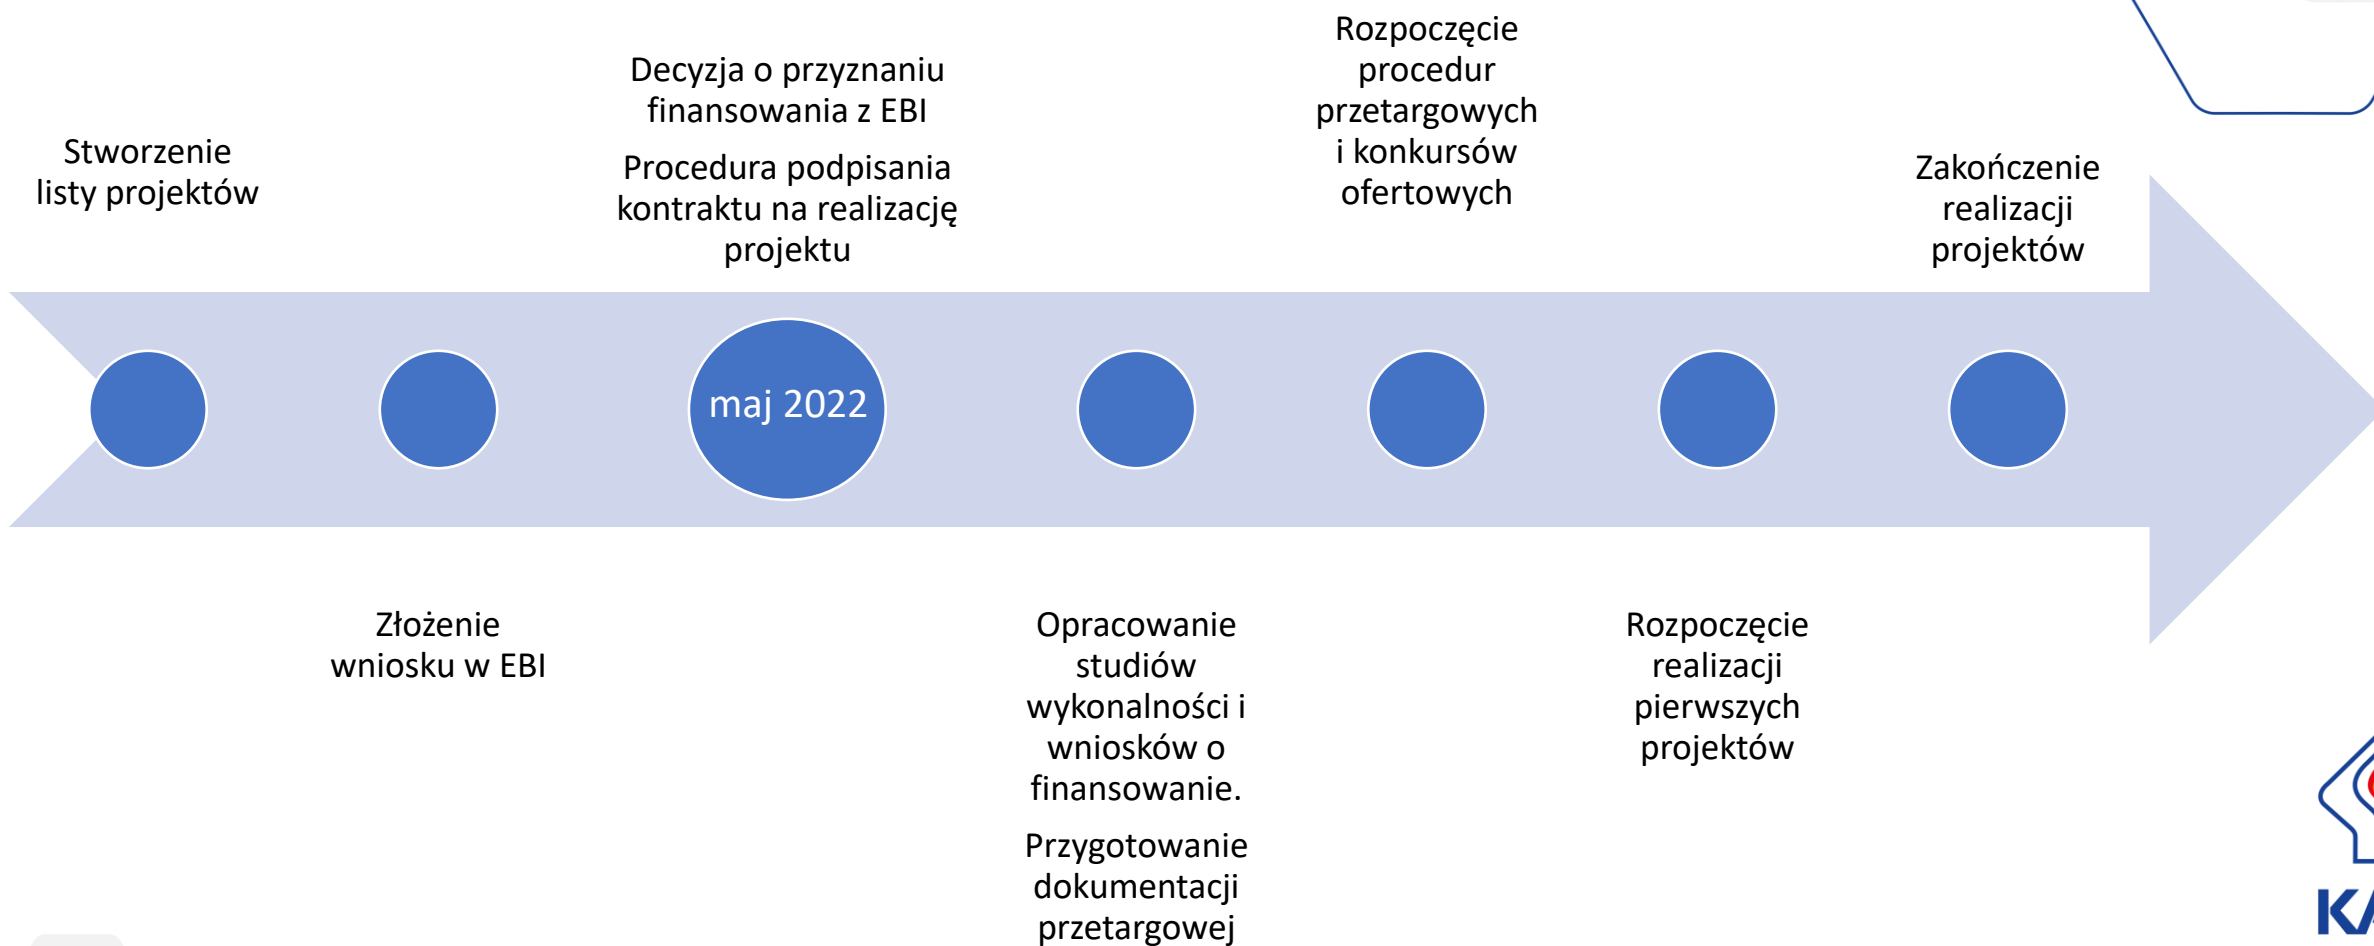 Stworzenie
listy projektów
Złożenie
wniosku w EBI
Decyzja o przyznaniu
finansowania z EBI
Procedura podpisania
kontraktu na realizację
projektu
maj 2022
Opracowanie
studiów
wykonalności i
wniosków o
finansowanie.
Przygotowanie
dokumentacji
przetargowej
Rozpoczęcie
procedur
przetargowych
i konkursów
ofertowych
Rozpoczęcie
realizacji
pierwszych
projektów
Zakończenie
realizacji
projektów